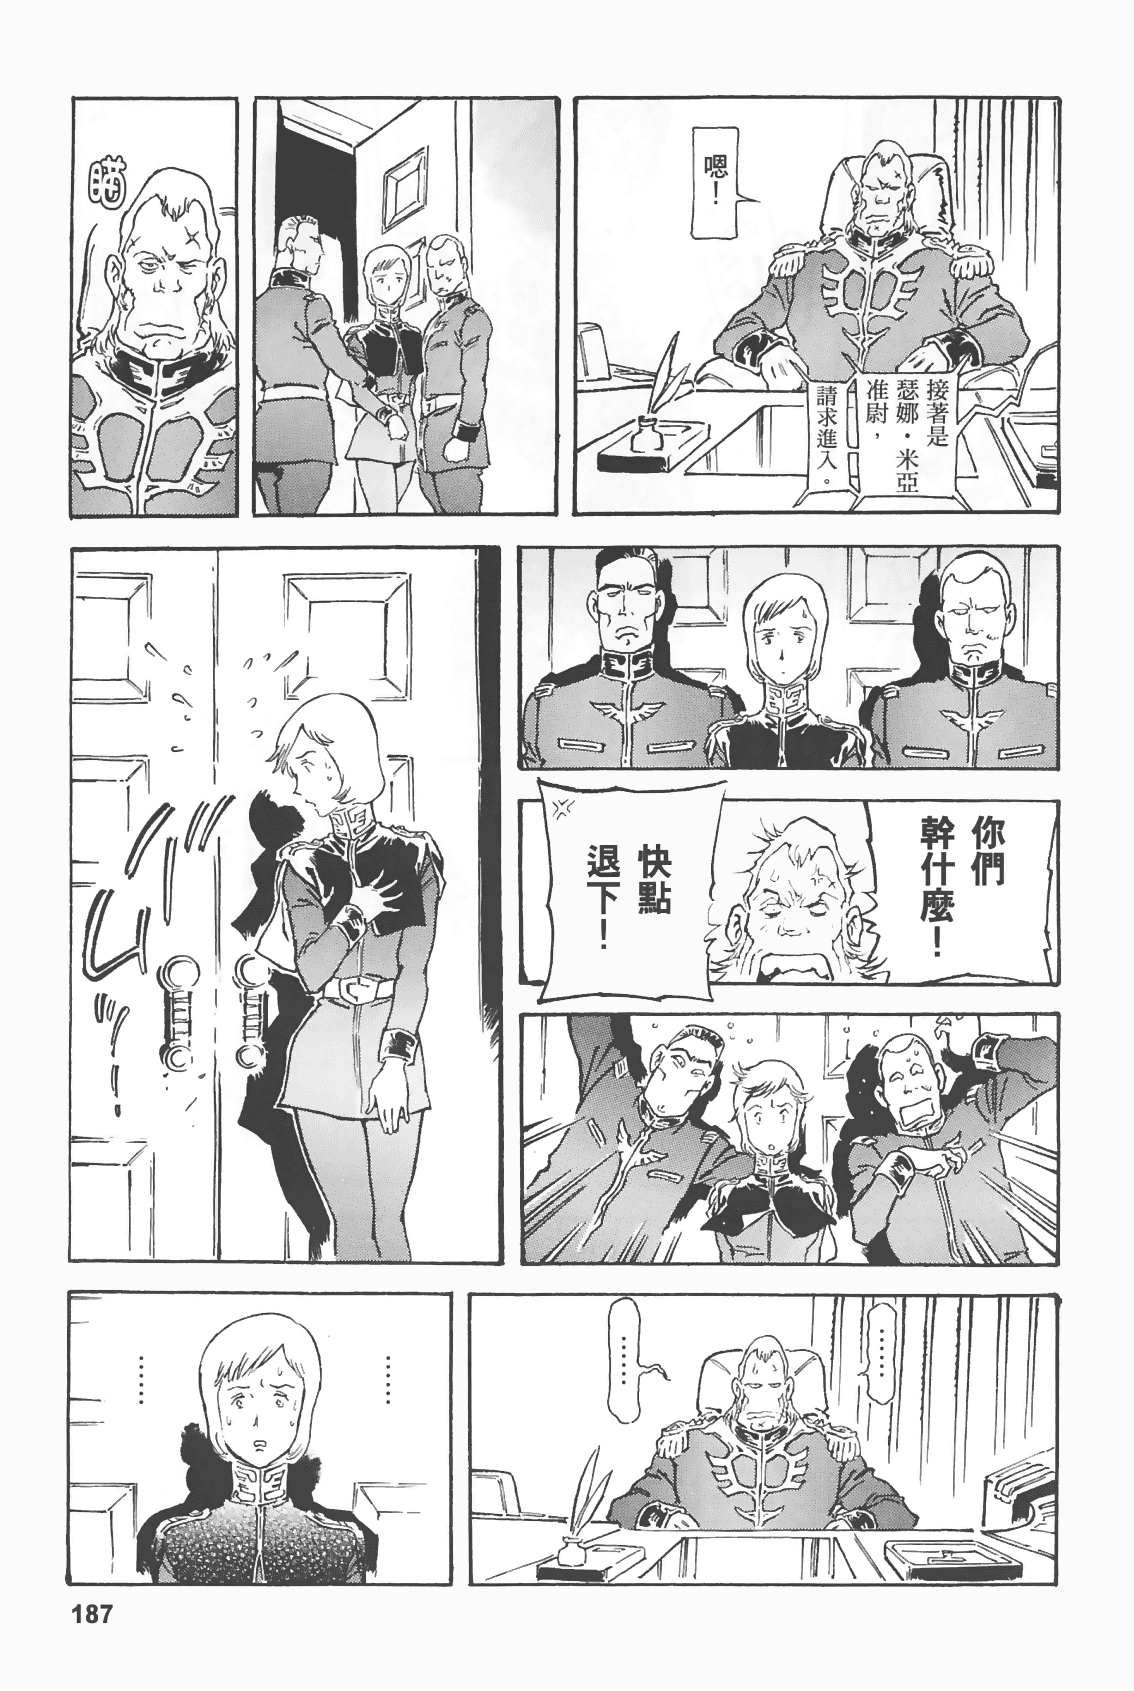 嗯！
接著是
瑟娜・米亞
准尉，
請求進入。
瞄
你們
幹什麼！
快點
退下！
……
……
……
……
187